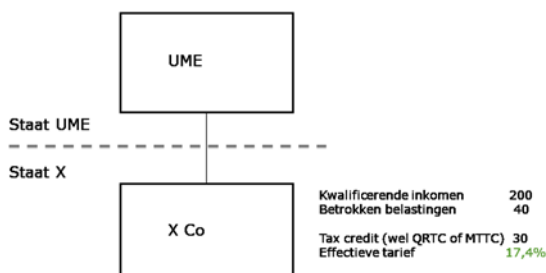 UME
Staat UME
Staat X
X Co
Kwalificerende inkomen 200
Betrokken belastingen 40
Tax credit (wel QRTC of MTTC) 30
Effectieve tarief 17,4%